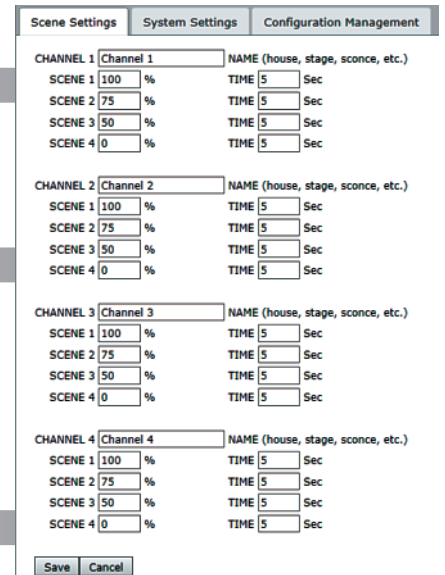 Scene Settings System Settings Configuration Management
CHANNEL 1 Channel 1 NAME (house, stage, sconce, etc.)
SCENE 1 100 % TIME 5 Sec
SCENE 2 75 % TIME 5 Sec
SCENE 3 50 % TIME 5 Sec
SCENE 4 0 % TIME 5 Sec
CHANNEL 2 Channel 2 NAME (house, stage, sconce, etc.)
SCENE 1 100 % TIME 5 Sec
SCENE 2 75 % TIME 5 Sec
SCENE 3 50 % TIME 5 Sec
SCENE 4 0 % TIME 5 Sec
CHANNEL 3 Channel 3 NAME (house, stage, sconce, etc.)
SCENE 1 100 % TIME 5 Sec
SCENE 2 75 % TIME 5 Sec
SCENE 3 50 % TIME 5 Sec
SCENE 4 0 % TIME 5 Sec
CHANNEL 4 Channel 4 NAME (house, stage, sconce, etc.)
SCENE 1 100 % TIME 5 Sec
SCENE 2 75 % TIME 5 Sec
SCENE 3 50 % TIME 5 Sec
SCENE 4 0 % TIME 5 Sec
Save Cancel